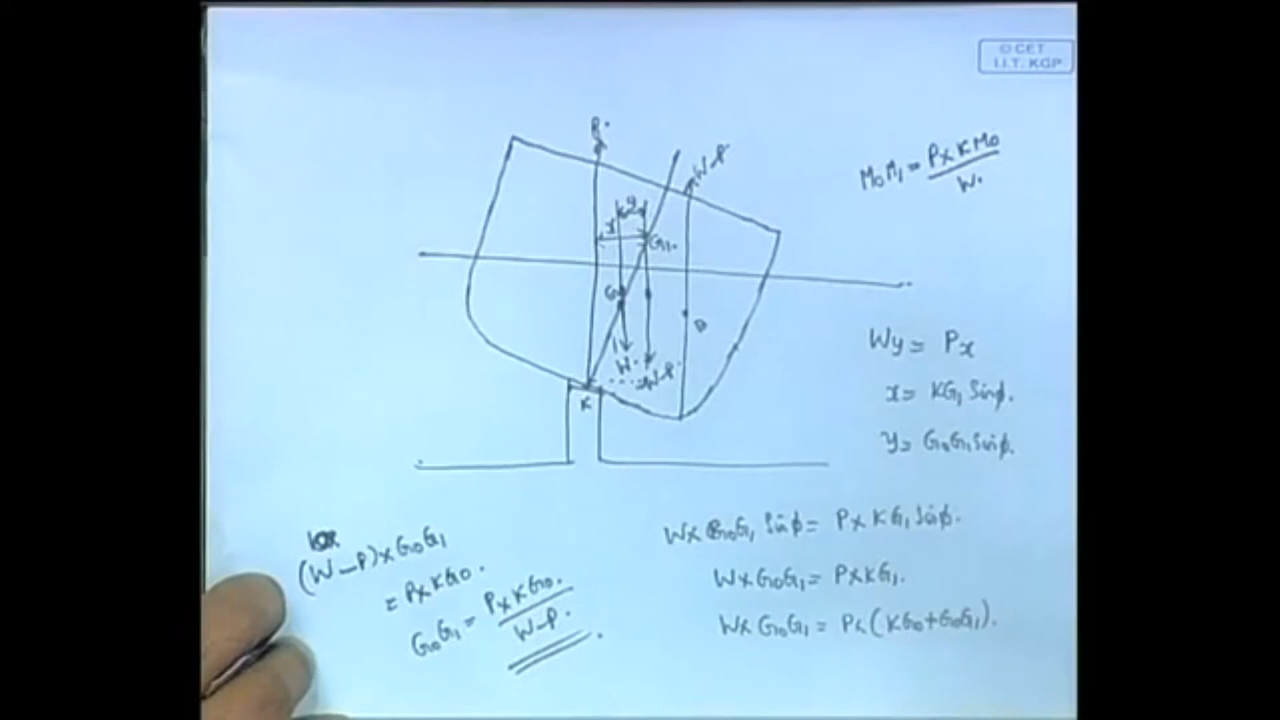 © CET
I.I.T. KGP
P.
W-P
M₀M₁ = P x KM₀ / W.
x
y
G₁.
G₀
B
W.
W-P.
K
Wy = Px
x = KG₁ Sinϕ.
y = G₀G₁ Sinϕ.
W x G₀G₁ Sinϕ = P x KG₁ Sinϕ.
W x G₀G₁ = P x KG₁.
W x G₀G₁ = P x (KG₀ + G₀G₁).
(W-P) x G₀G₁
= P x KG₀.
G₀G₁ = P x KG₀. / W-P.